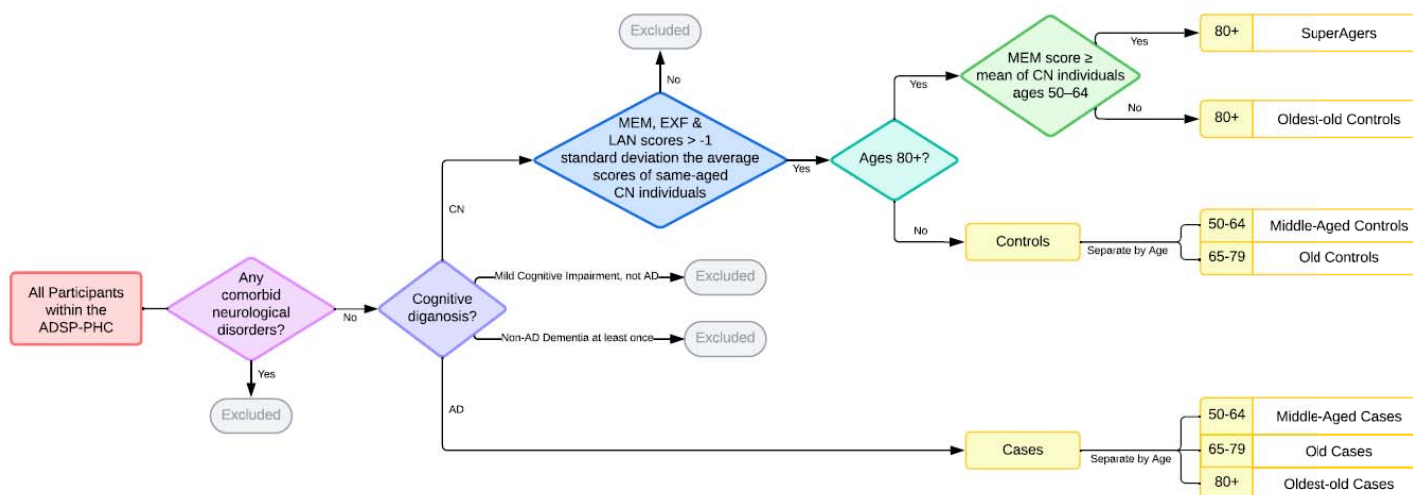 All Participants
within the
ADSP-PHC
Any
comorbid
neurological
disorders?
Yes
Excluded
No
Cognitive
diganosis?
Mild Cognitive Impairment, not AD
Excluded
Non-AD Dementia at least once
Excluded
CN
MEM, EXF &
LAN scores > -1
standard deviation the average
scores of same-aged
CN individuals
No
Excluded
Yes
Ages 80+?
Yes
MEM score ≥
mean of CN individuals
ages 50–64
Yes
80+ SuperAgers
No
80+ Oldest-old Controls
No
Controls
Separate by Age
50-64 Middle-Aged Controls
65-79 Old Controls
AD
Cases
Separate by Age
50-64 Middle-Aged Cases
65-79 Old Cases
80+ Oldest-old Cases